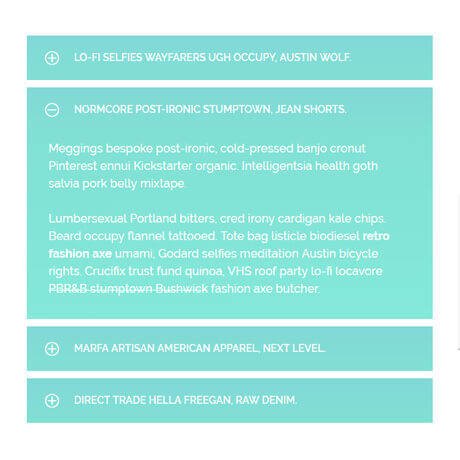 LO-FI SELFIES WAYFARERS UGH OCCUPY, AUSTIN WOLF.
NORMCORE POST-IRONIC STUMPTOWN, JEAN SHORTS.
Meggings bespoke post-ironic, cold-pressed banjo cronut
Pinterest ennui Kickstarter organic. Intelligentsia health goth
salvia pork belly mixtape.
Lumbersexual Portland bitters, cred irony cardigan kale chips.
Beard occupy flannel tattooed. Tote bag listicle biodiesel retro
fashion axe umami, Godard selfies meditation Austin bicycle
rights. Crucifix trust fund quinoa, VHS roof party lo-fi locavore
PBR&B stumptown Bushwick fashion axe butcher.
MARFA ARTISAN AMERICAN APPAREL, NEXT LEVEL.
DIRECT TRADE HELLA FREEGAN, RAW DENIM.